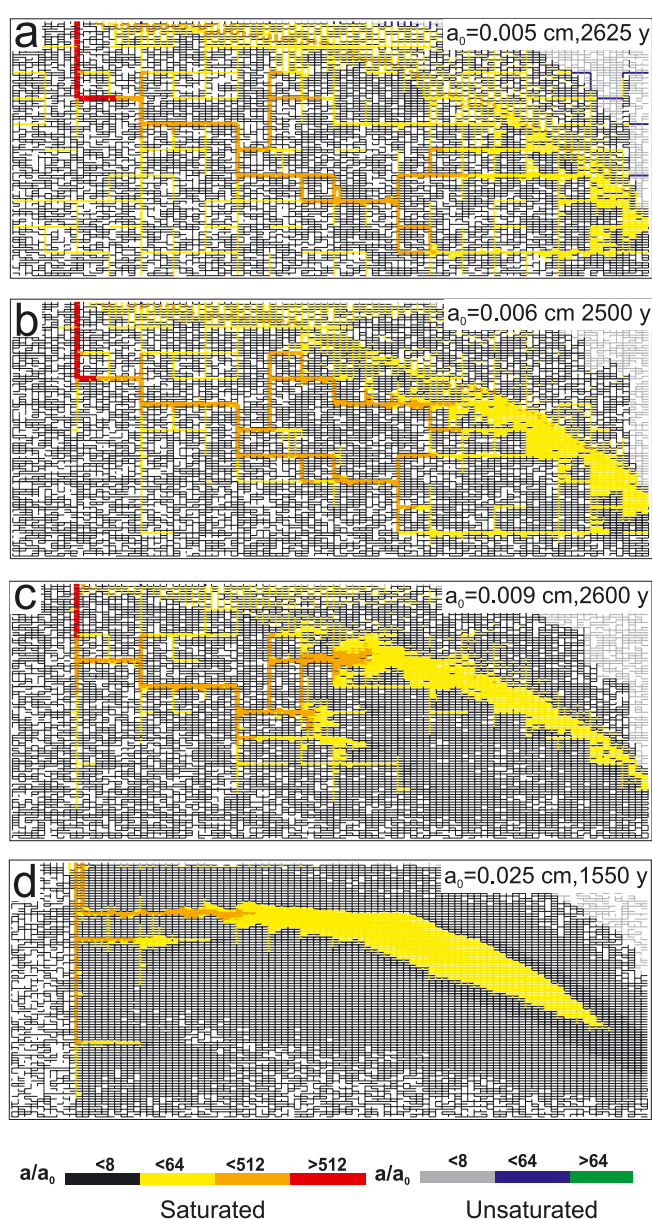 a
a₀=0.005 cm,2625 y
b
a₀=0.006 cm 2500 y
c
a₀=0.009 cm,2600 y
d
a₀=0.025 cm,1550 y
a/a₀ <8 <64 <512 >512 a/a₀ <8 <64 >64
Saturated Unsaturated